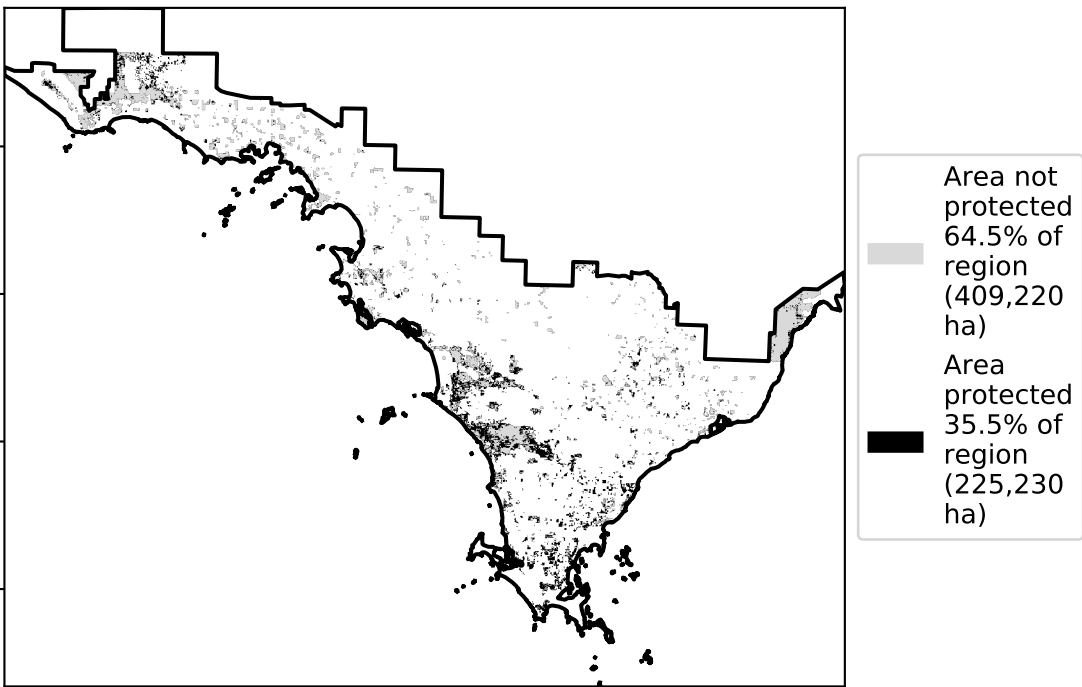 Area not
protected
64.5% of
region
(409,220
ha)
Area
protected
35.5% of
region
(225,230
ha)